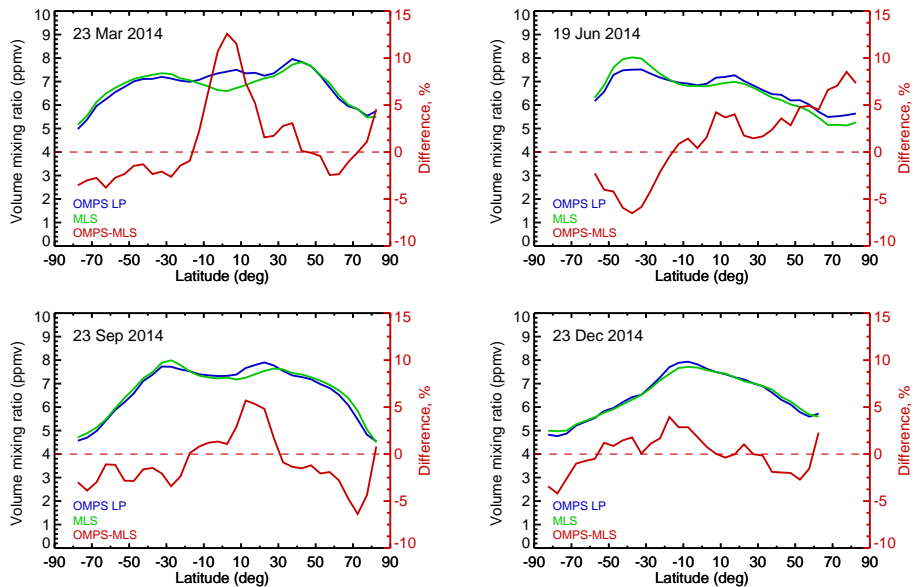 23 Mar 2014
Volume mixing ratio (ppmv)
10
9
8
7
6
5
4
3
2
1
0
15
10
5
0
-5
-10
Difference, %
OMPS LP
MLS
OMPS-MLS
-90 -70 -50 -30 -10 10 30 50 70 90
Latitude (deg)
19 Jun 2014
Volume mixing ratio (ppmv)
10
9
8
7
6
5
4
3
2
1
0
15
10
5
0
-5
-10
Difference, %
OMPS LP
MLS
OMPS-MLS
-90 -70 -50 -30 -10 10 30 50 70 90
Latitude (deg)
23 Sep 2014
Volume mixing ratio (ppmv)
10
9
8
7
6
5
4
3
2
1
0
15
10
5
0
-5
-10
Difference, %
OMPS LP
MLS
OMPS-MLS
-90 -70 -50 -30 -10 10 30 50 70 90
Latitude (deg)
23 Dec 2014
Volume mixing ratio (ppmv)
10
9
8
7
6
5
4
3
2
1
0
15
10
5
0
-5
-10
Difference, %
OMPS LP
MLS
OMPS-MLS
-90 -70 -50 -30 -10 10 30 50 70 90
Latitude (deg)